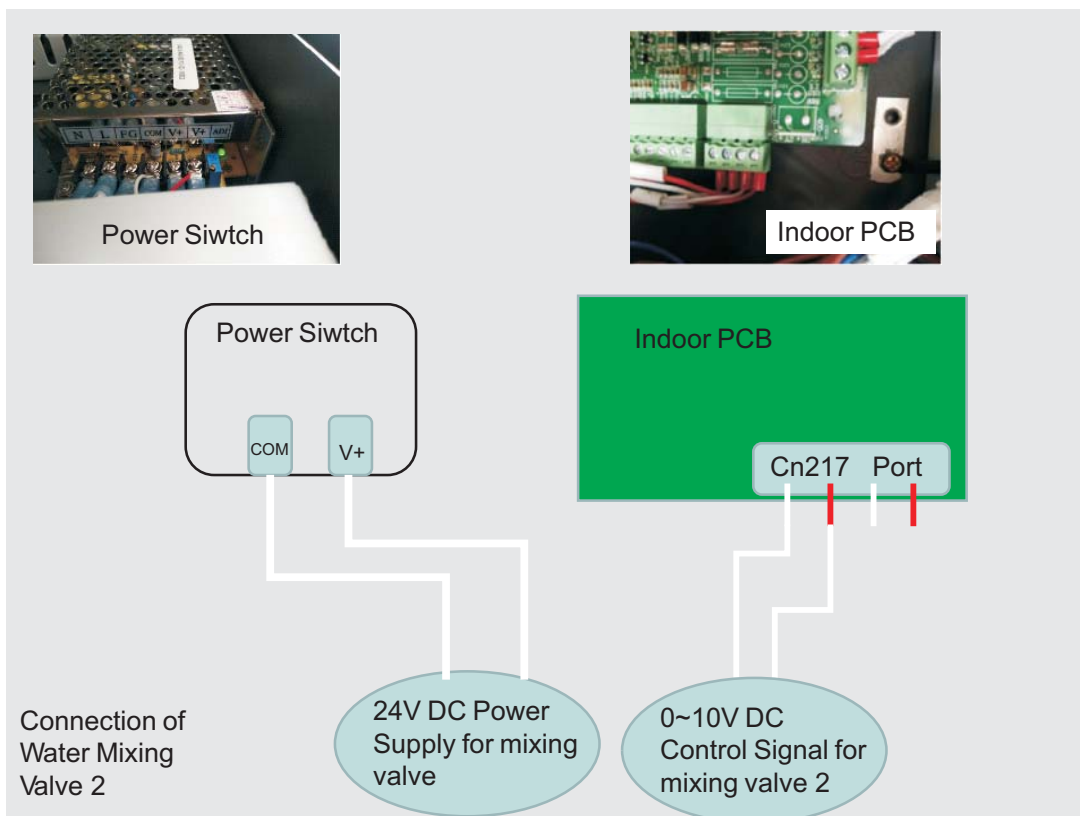 N L FG COM V+ V+ ADJ
Power Siwtch
Indoor PCB
Power Siwtch
COM
V+
Indoor PCB
Cn217 Port
24V DC Power
Supply for mixing
valve
0~10V DC
Control Signal for
mixing valve 2
Connection of
Water Mixing
Valve 2